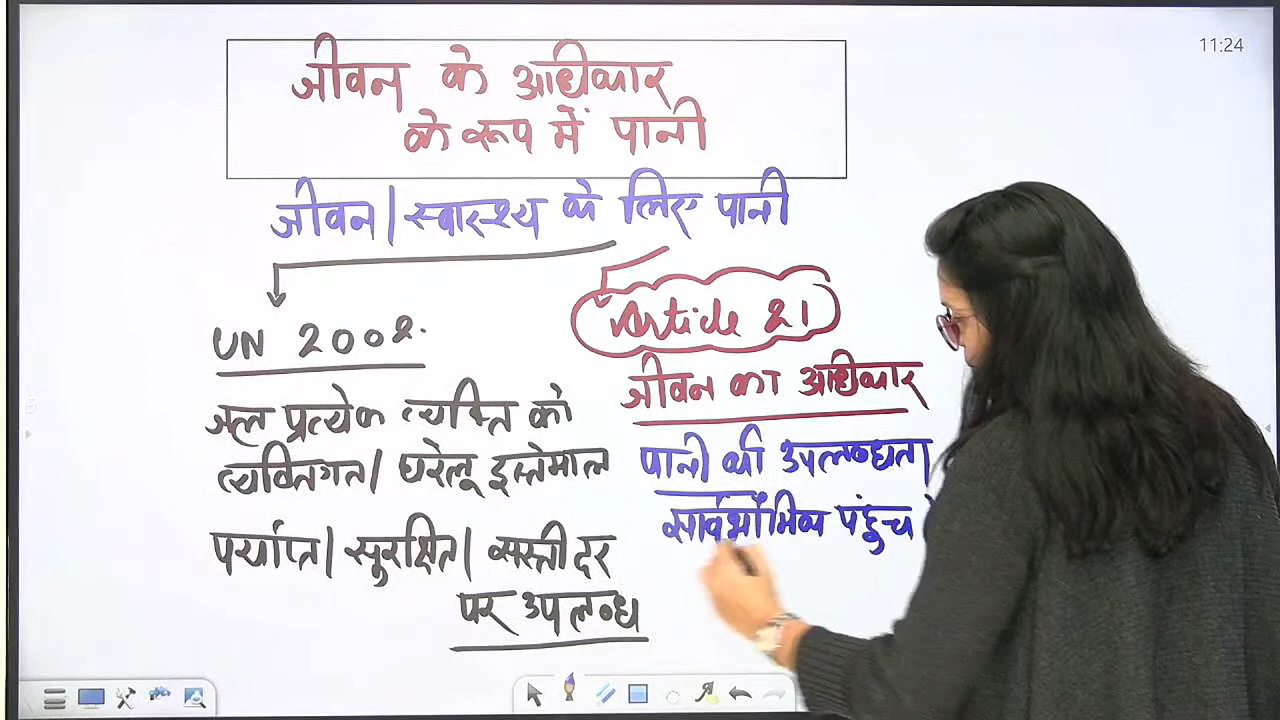 11:24
जीवन के अधिकार
के रूप में पानी
जीवन | स्वास्थ्य के लिए पानी
UN 2002.
जल प्रत्येक व्यक्ति को
व्यक्तिगत | घरेलू इस्तेमाल
पर्याप्त | सुरक्षित | सस्ती दर
पर उपलब्ध
Article 21
जीवन का अधिकार
पानी की उपलब्धता
सार्वभौमिक पंहुच